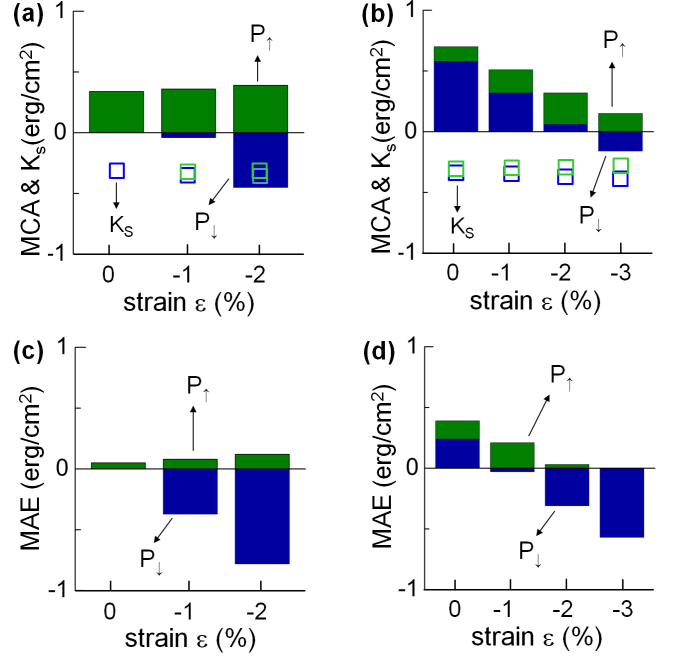 (a)
MCA & Ks(erg/cm²)
1
0
-1
P↑
Ks
P↓
0 -1 -2
strain ε (%)
(b)
MCA & Ks(erg/cm²)
1
0
-1
P↑
Ks
P↓
0 -1 -2 -3
strain ε (%)
(c)
MAE (erg/cm²)
1
0
-1
P↑
P↓
0 -1 -2
strain ε (%)
(d)
MAE (erg/cm²)
1
0
-1
P↑
P↓
0 -1 -2 -3
strain ε (%)